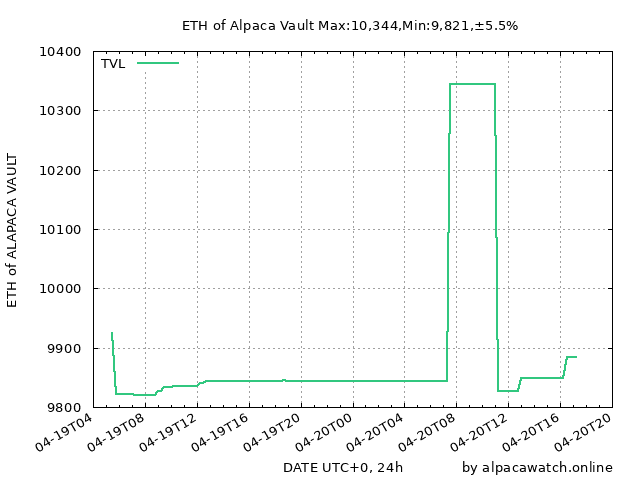 ETH of Alpaca Vault Max:10,344,Min:9,821,±5.5%
TVL
ETH of ALAPACA VAULT
10400
10300
10200
10100
10000
9900
9800
04-19T04
04-19T08
04-19T12
04-19T16
04-19T20
04-20T00
04-20T04
04-20T08
04-20T12
04-20T16
04-20T20
DATE UTC+0, 24h
by alpacawatch.online